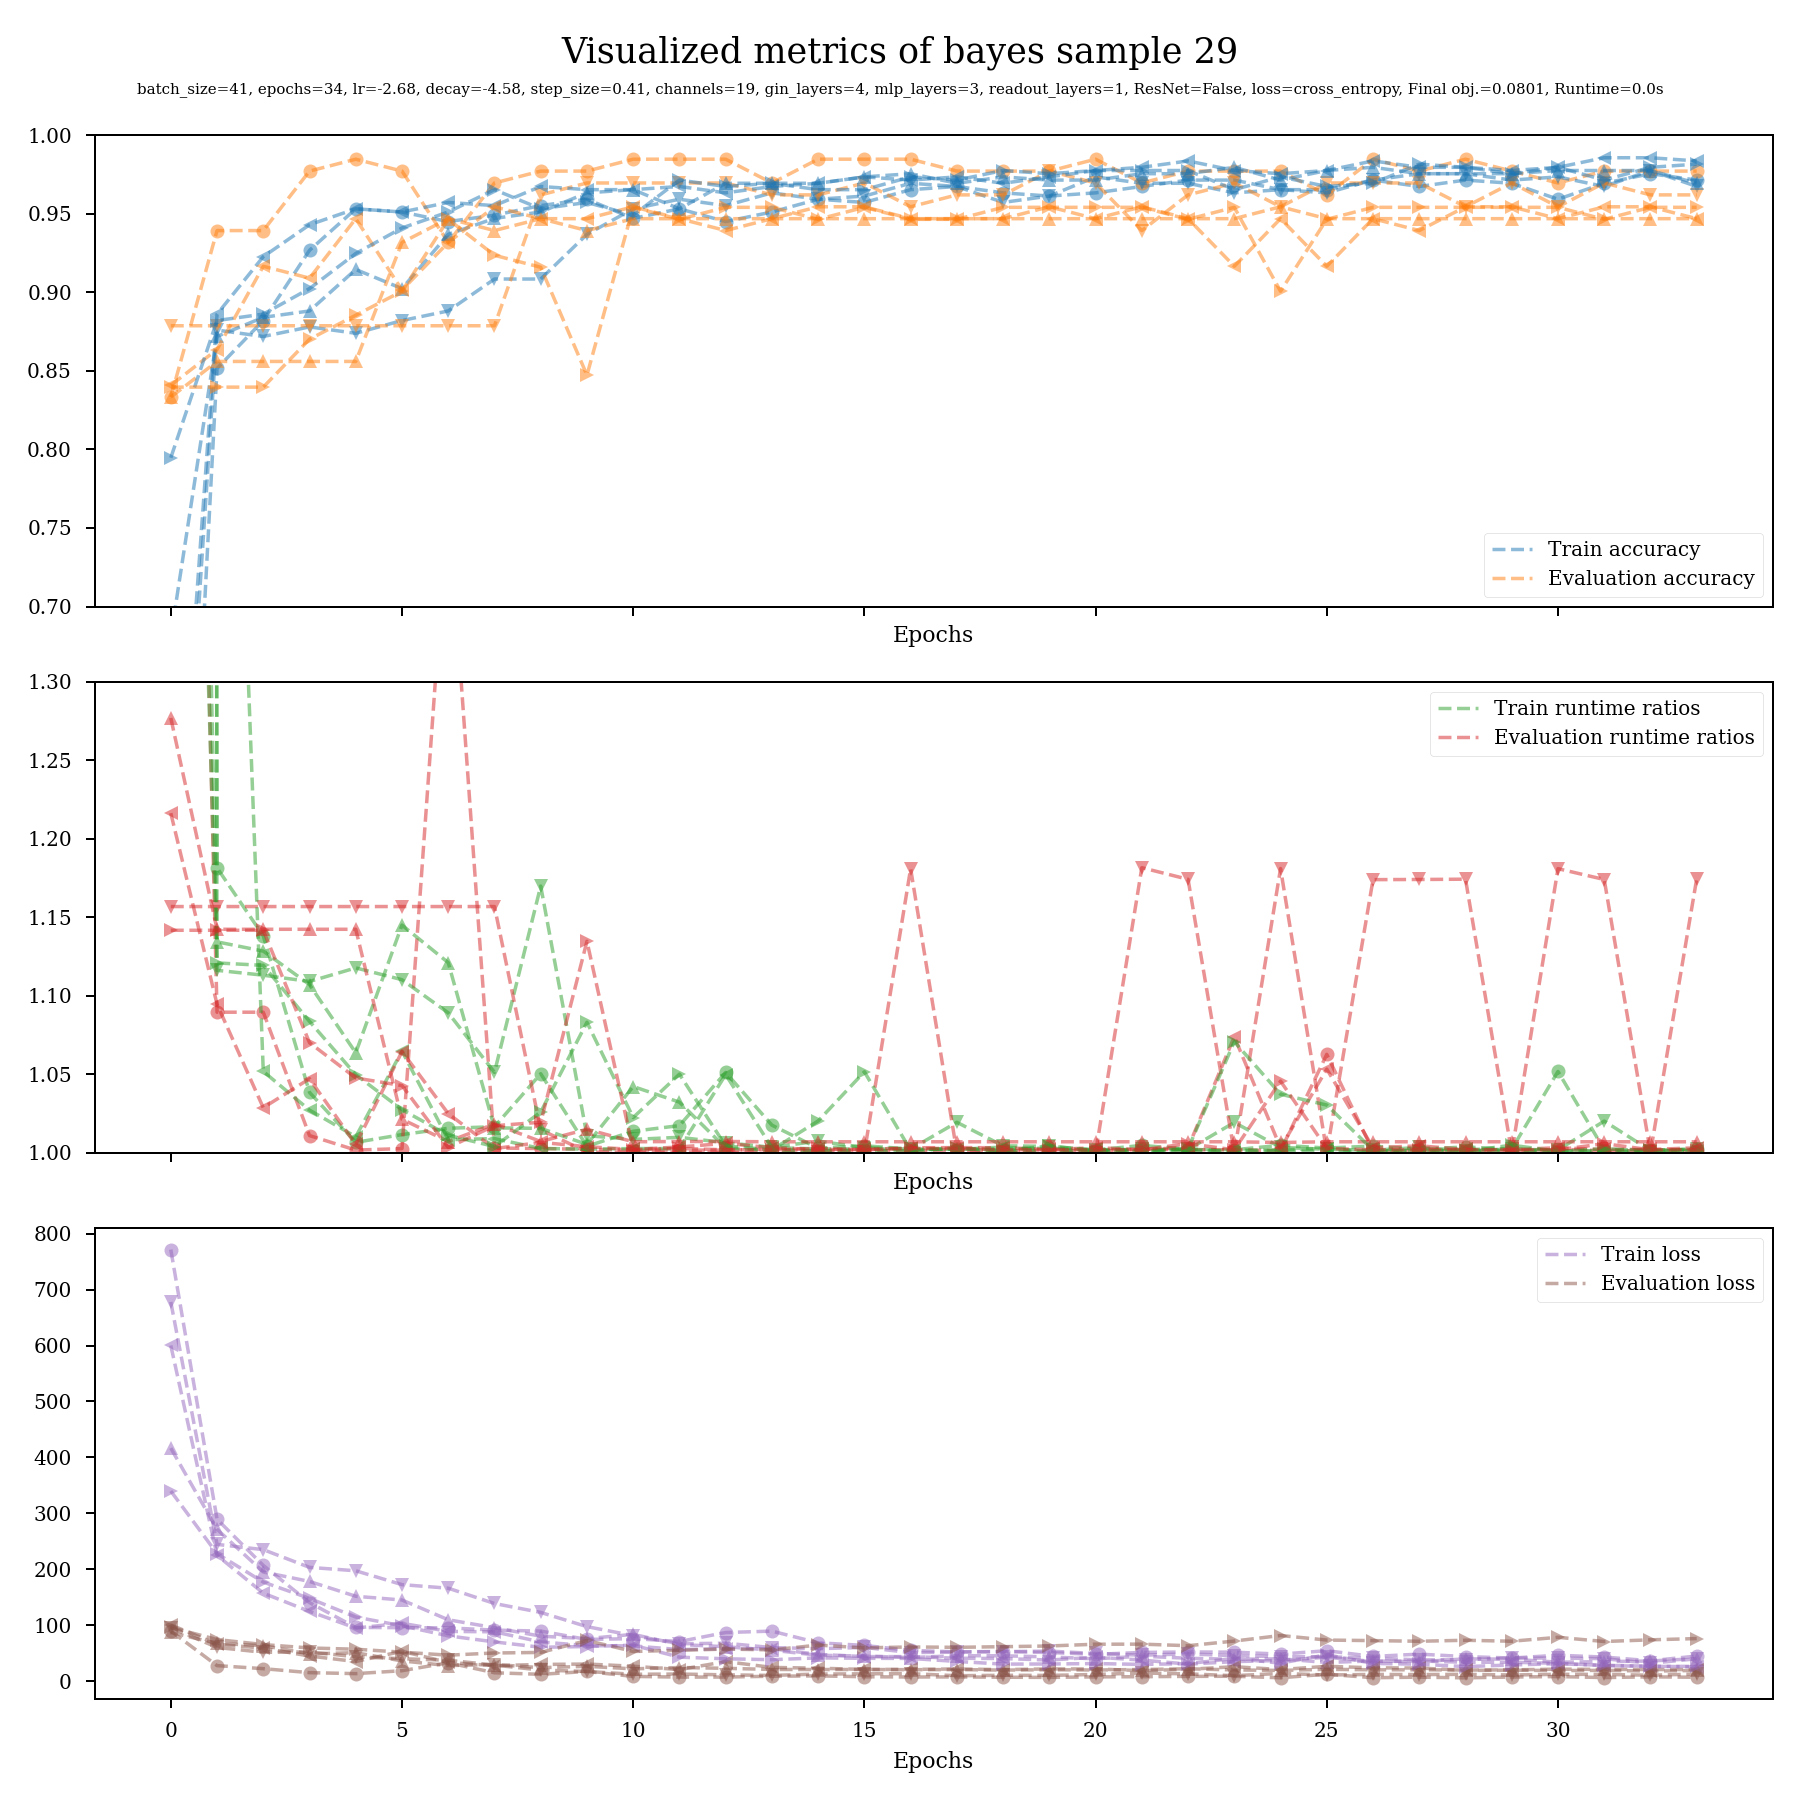 Visualized metrics of bayes sample 29
batch_size=41, epochs=34, lr=-2.68, decay=-4.58, step_size=0.41, channels=19, gin_layers=4, mlp_layers=3, readout_layers=1, ResNet=False, loss=cross_entropy, Final obj.=0.0801, Runtime=0.0s
1.00
0.95
0.90
0.85
0.80
0.75
0.70
Train accuracy
Evaluation accuracy
Epochs
1.30
1.25
1.20
1.15
1.10
1.05
1.00
Train runtime ratios
Evaluation runtime ratios
Epochs
800
700
600
500
400
300
200
100
0
Train loss
Evaluation loss
0 5 10 15 20 25 30
Epochs